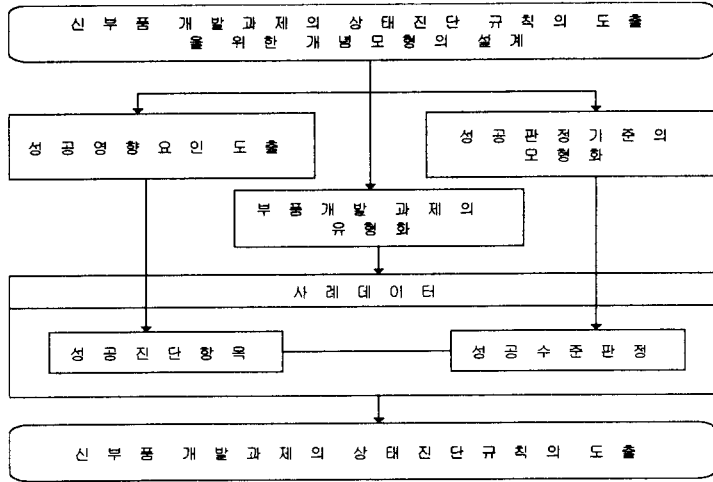 신 부품 개발과제의 상태진단 규칙의 도출
을 위한 개념모형의 설계
성공영향요인 도출
성공판정기준의
모형화
부품개발 과제의
유형화
사례데이터
성공진단항목
성공수준판정
신부품 개발과제의 상태진단규칙의 도출